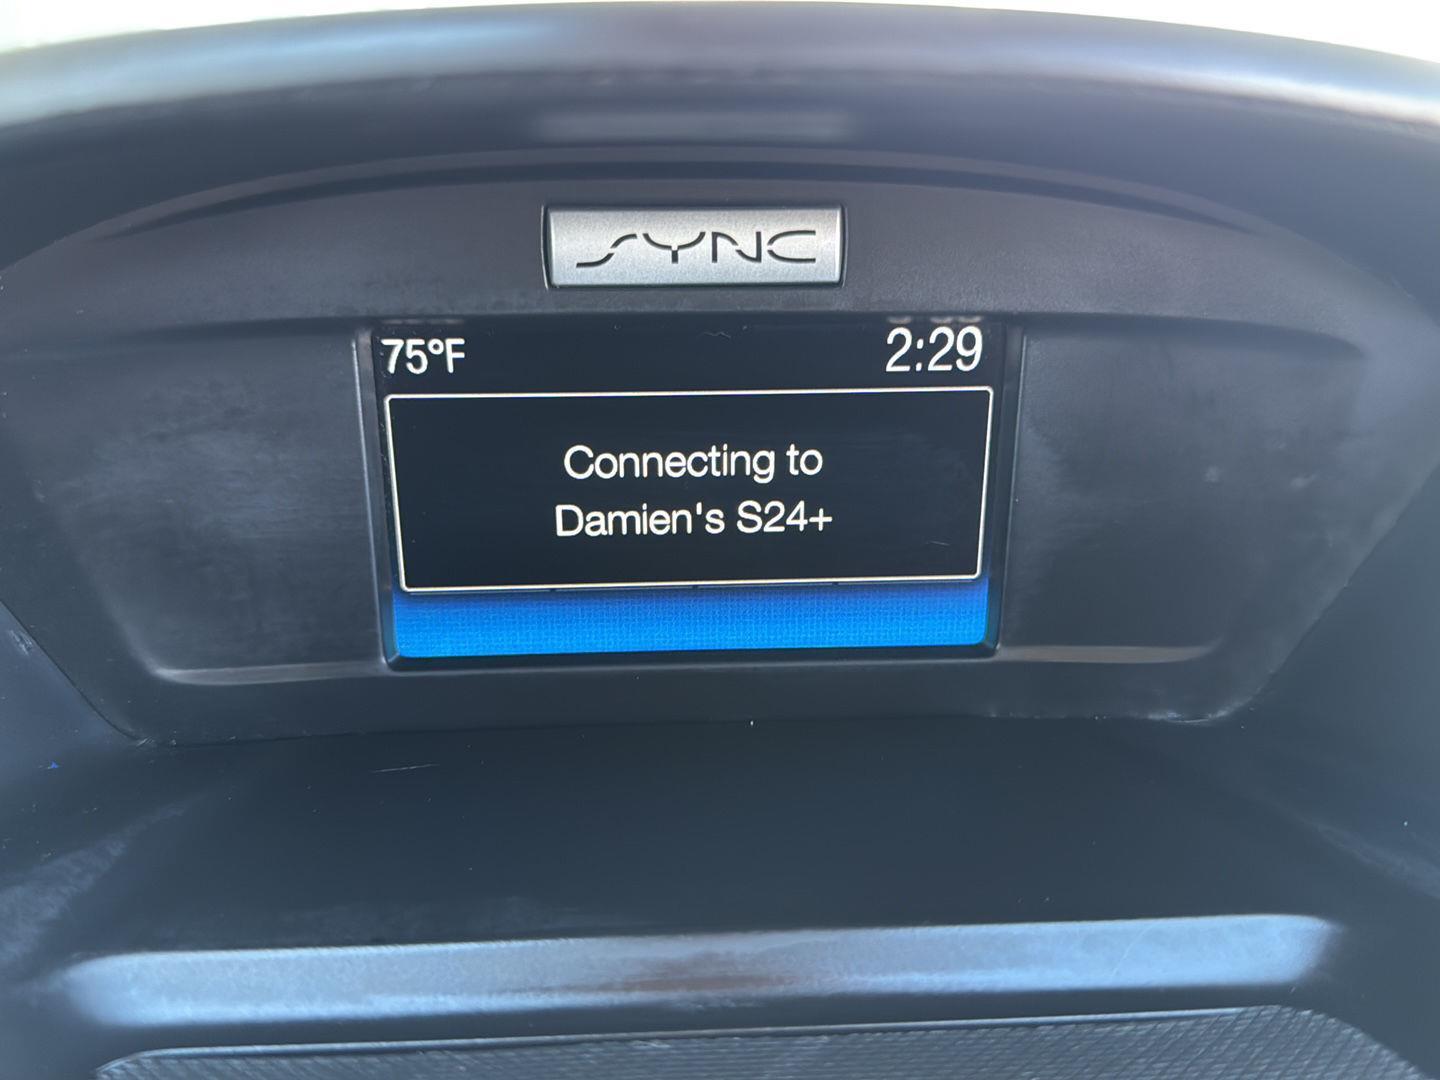 SYNC
75°F 2:29
Connecting to
Damien's S24+